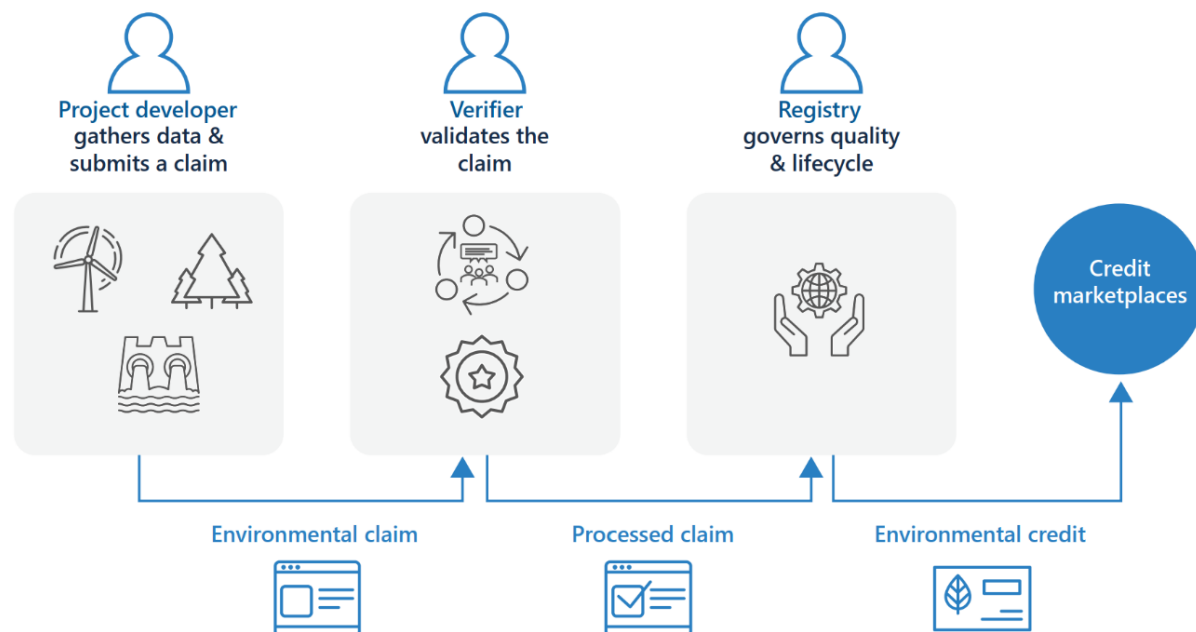 Project developer
gathers data &
submits a claim
Verifier
validates the
claim
Registry
governs quality
& lifecycle
Credit
marketplaces
Environmental claim
Processed claim
Environmental credit